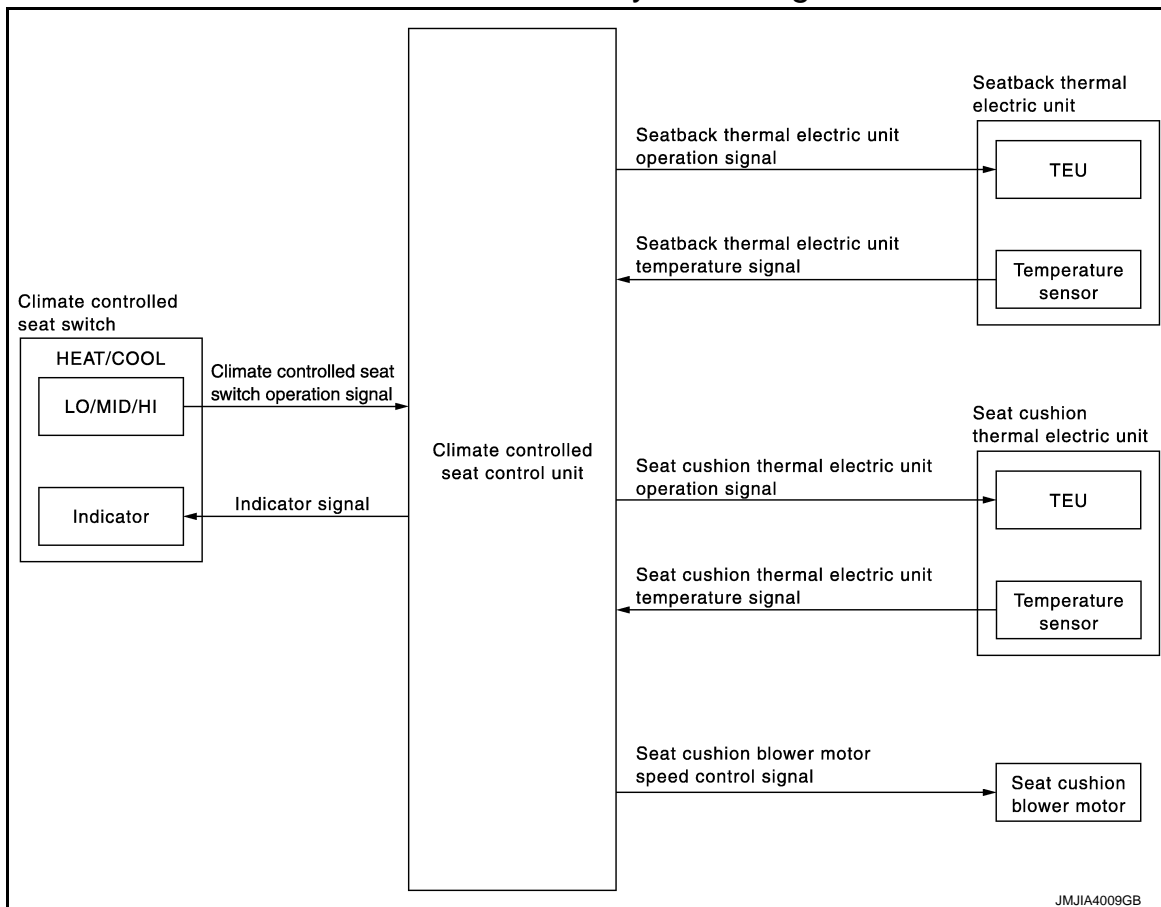 Seatback thermal
electric unit
Seatback thermal electric unit
operation signal
TEU
Seatback thermal electric unit
temperature signal
Temperature
sensor
Climate controlled
seat switch
HEAT/COOL
LO/MID/HI
Climate controlled seat
switch operation signal
Indicator
Indicator signal
Climate controlled
seat control unit
Seat cushion
thermal electric unit
Seat cushion thermal electric unit
operation signal
TEU
Seat cushion thermal electric unit
temperature signal
Temperature
sensor
Seat cushion blower motor
speed control signal
Seat cushion
blower motor
JMJIA4009GB